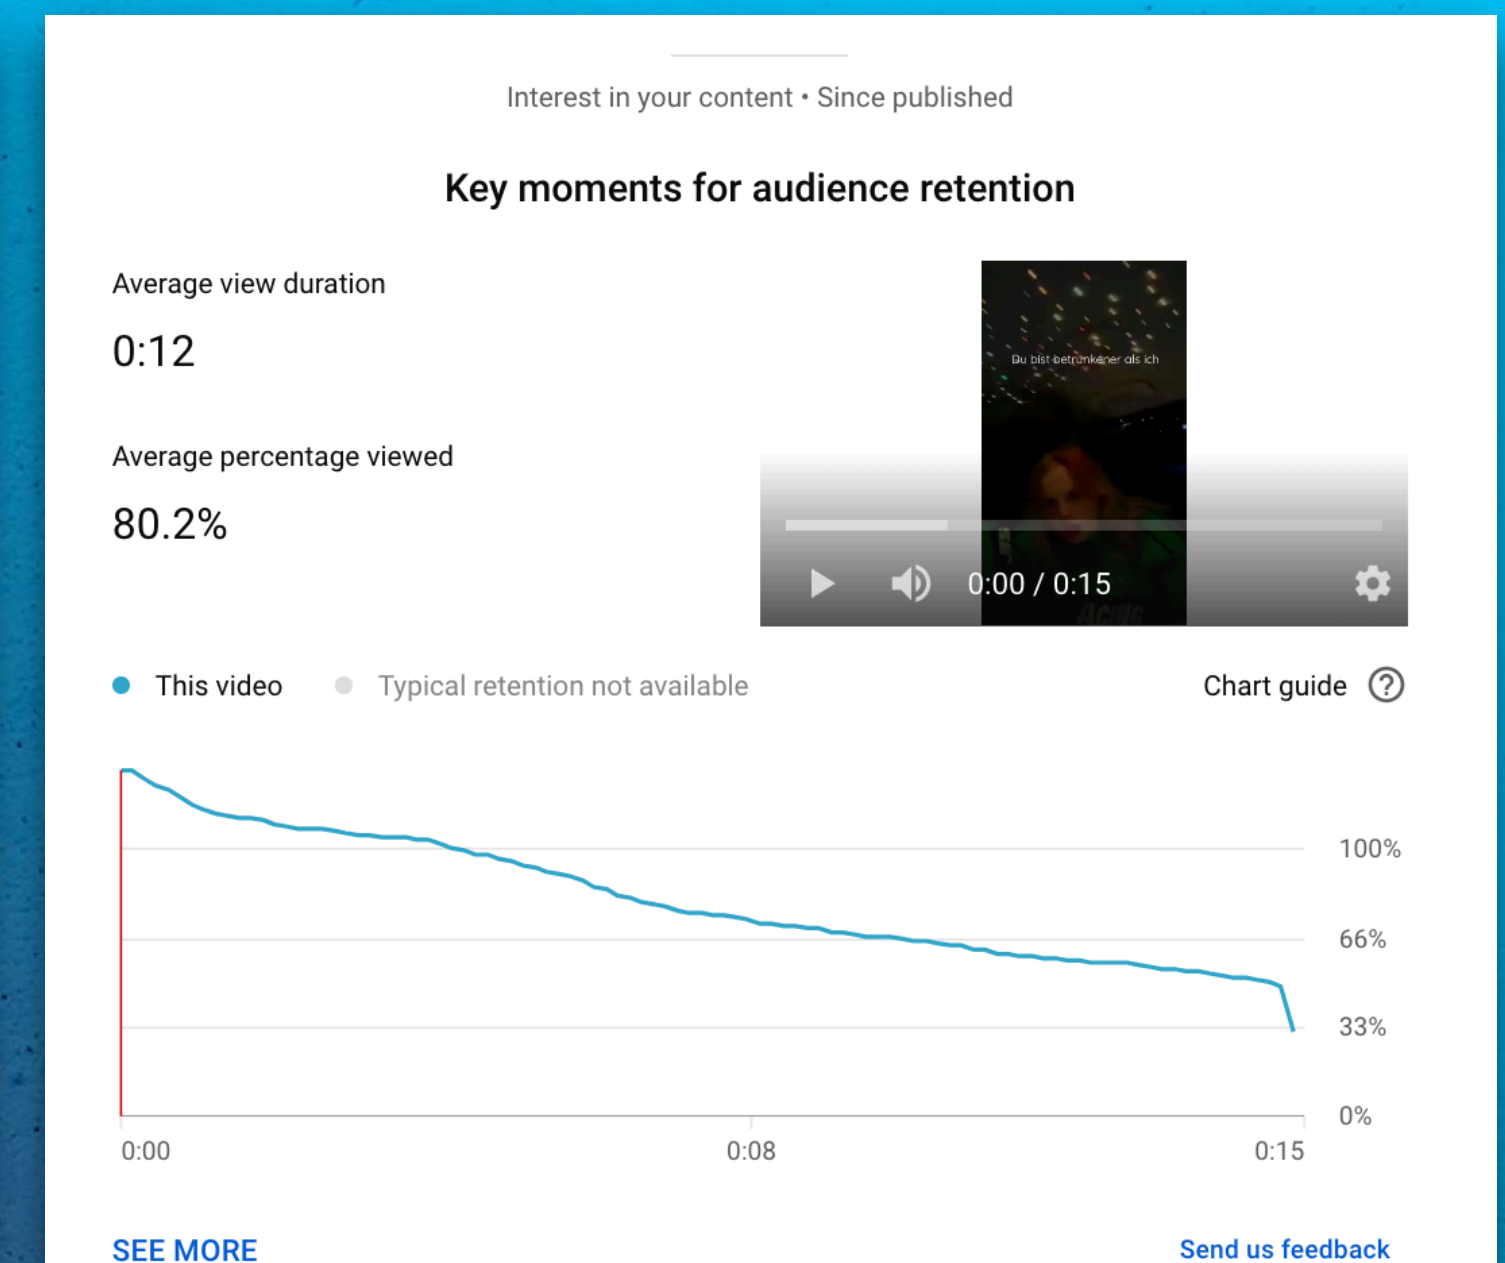 Interest in your content • Since published
Key moments for audience retention
Average view duration
0:12
Average percentage viewed
80.2%
Du bist betrunkener als ich
0:00 / 0:15
This video
Typical retention not available
Chart guide ?
100%
66%
33%
0%
0:00
0:08
0:15
SEE MORE
Send us feedback